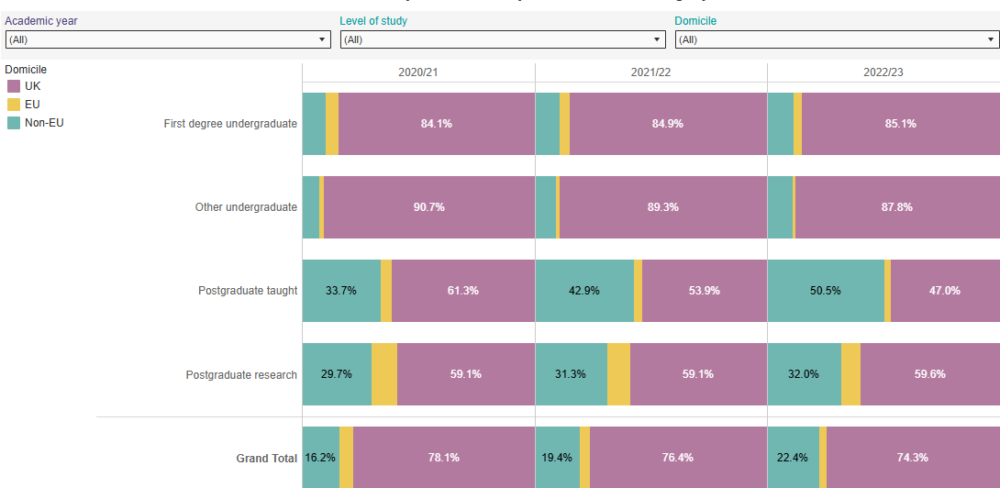 Academic year
Level of study
Domicile
(All)
(All)
(All)
Domicile
UK
EU
Non-EU
2020/21
2021/22
2022/23
First degree undergraduate
84.1%
84.9%
85.1%
Other undergraduate
90.7%
89.3%
87.8%
Postgraduate taught
33.7%
61.3%
42.9%
53.9%
50.5%
47.0%
Postgraduate research
29.7%
59.1%
31.3%
59.1%
32.0%
59.6%
Grand Total
16.2%
78.1%
19.4%
76.4%
22.4%
74.3%